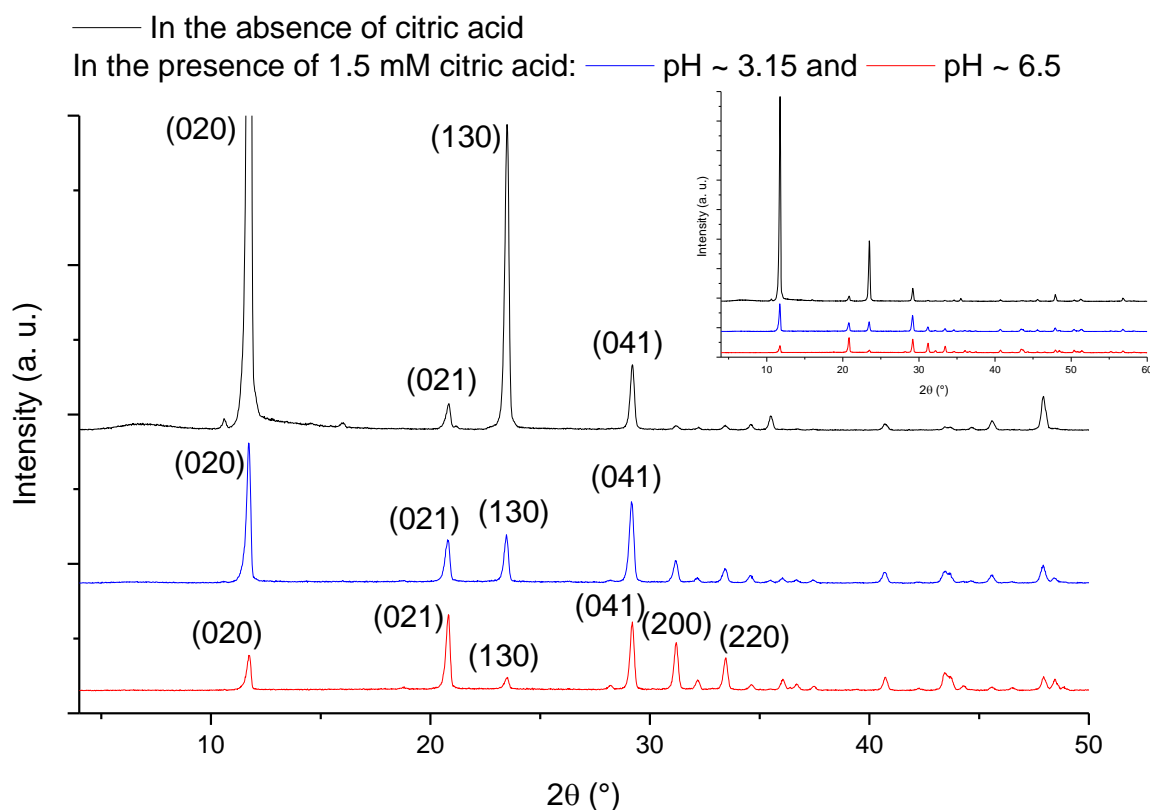 In the absence of citric acid
In the presence of 1.5 mM citric acid: pH ~ 3.15 and pH ~ 6.5
(020)
(130)
(021)
(041)
(020)
(021)
(130)
(041)
(020)
(021)
(130)
(041)
(200)
(220)
Intensity (a. u.)
10 20 30 40 50
2θ (°)
Intensity (a. u.)
10 20 30 40 50 60
2θ (°)